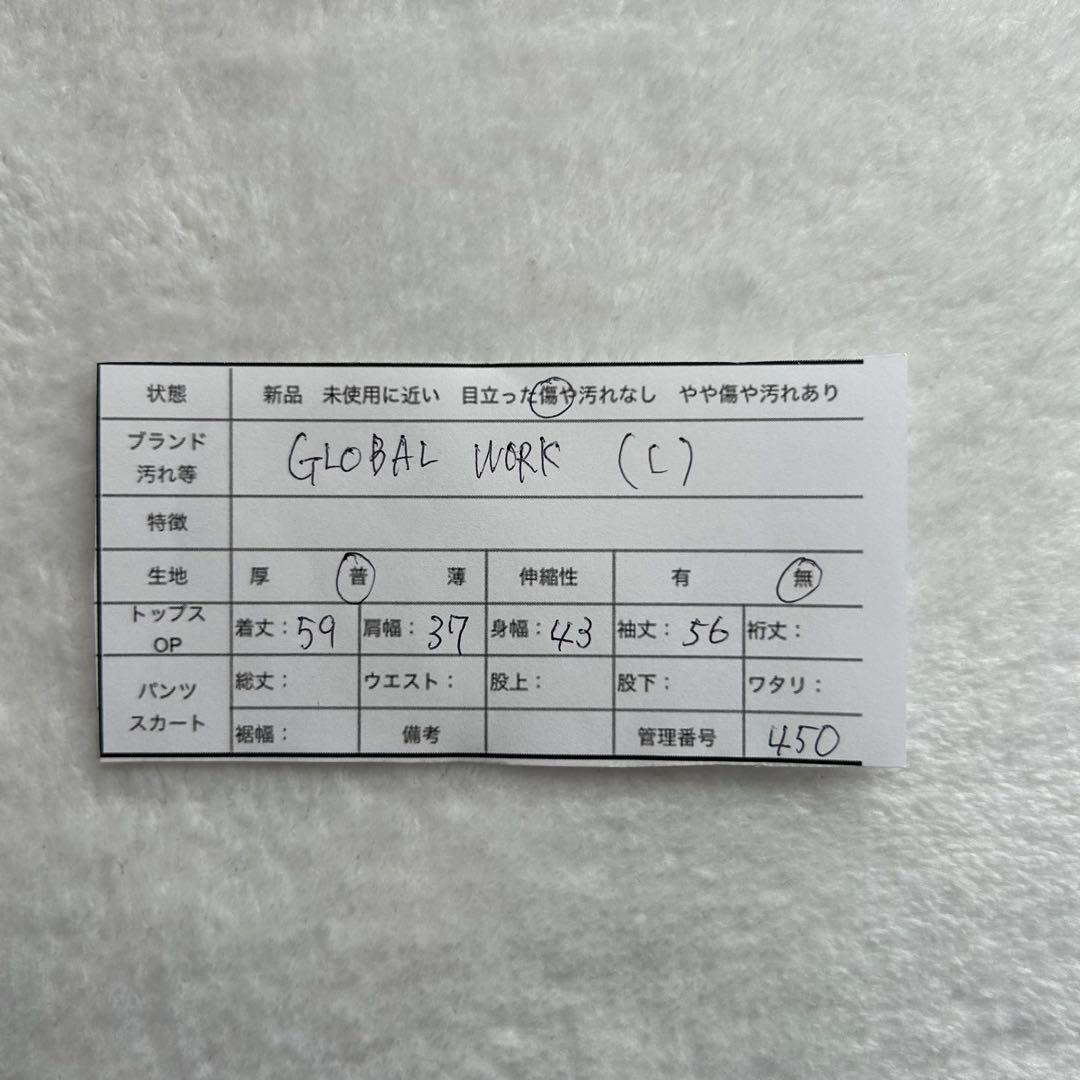 状態 新品 未使用に近い 目立った傷や汚れなし やや傷や汚れあり
ブランド
汚れ等 GLOBAL WORK (L)
特徴
生地 厚 普 薄 伸縮性 有 無
トップス
OP 着丈：59 肩幅：37 身幅：43 袖丈：56 裄丈：
パンツ
スカート 総丈： ウエスト： 股上： 股下： ワタリ：
裾幅： 備考 管理番号 450